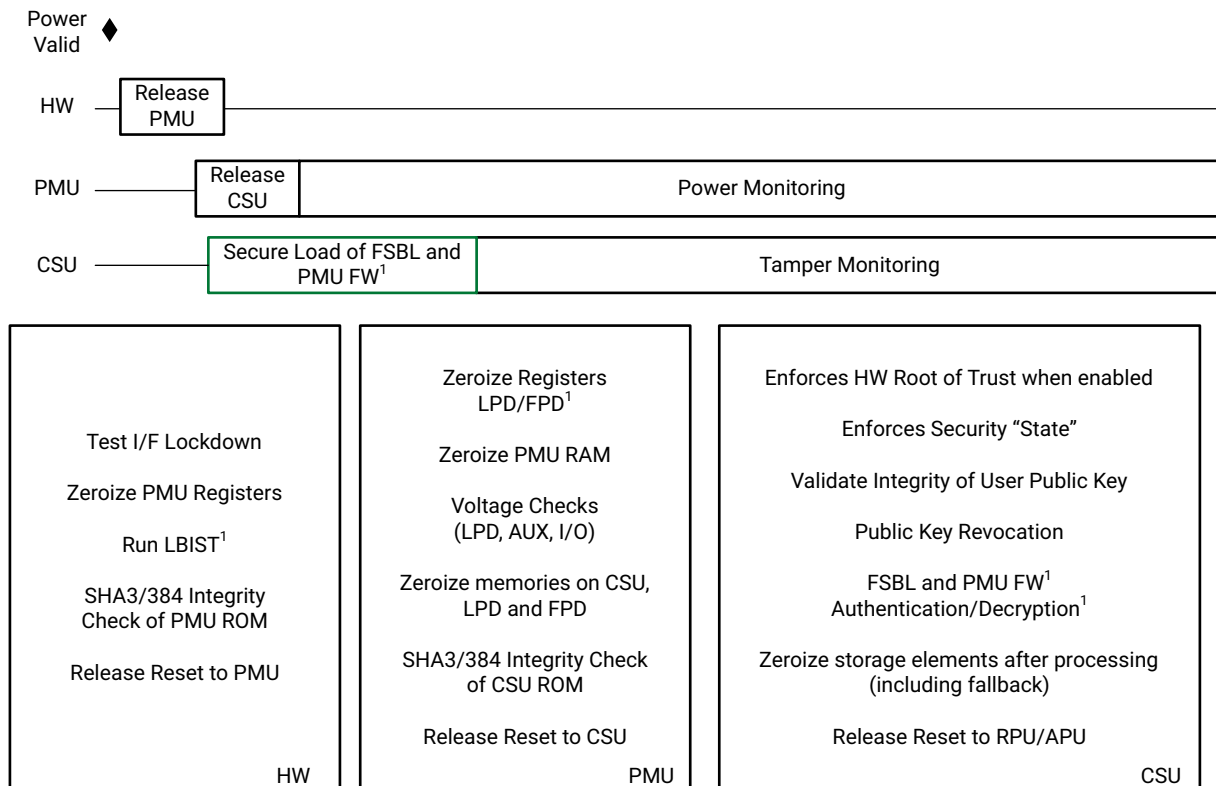 Power
Valid
HW
Release
PMU
PMU
Release
CSU
Power Monitoring
CSU
Secure Load of FSBL and
PMU FW¹
Tamper Monitoring
Test I/F Lockdown
Zeroize PMU Registers
Run LBIST¹
SHA3/384 Integrity
Check of PMU ROM
Release Reset to PMU
HW
Zeroize Registers
LPD/FPD¹
Zeroize PMU RAM
Voltage Checks
(LPD, AUX, I/O)
Zeroize memories on CSU,
LPD and FPD
SHA3/384 Integrity Check
of CSU ROM
Release Reset to CSU
PMU
Enforces HW Root of Trust when enabled
Enforces Security “State”
Validate Integrity of User Public Key
Public Key Revocation
FSBL and PMU FW¹
Authentication/Decryption¹
Zeroize storage elements after processing
(including fallback)
Release Reset to RPU/APU
CSU